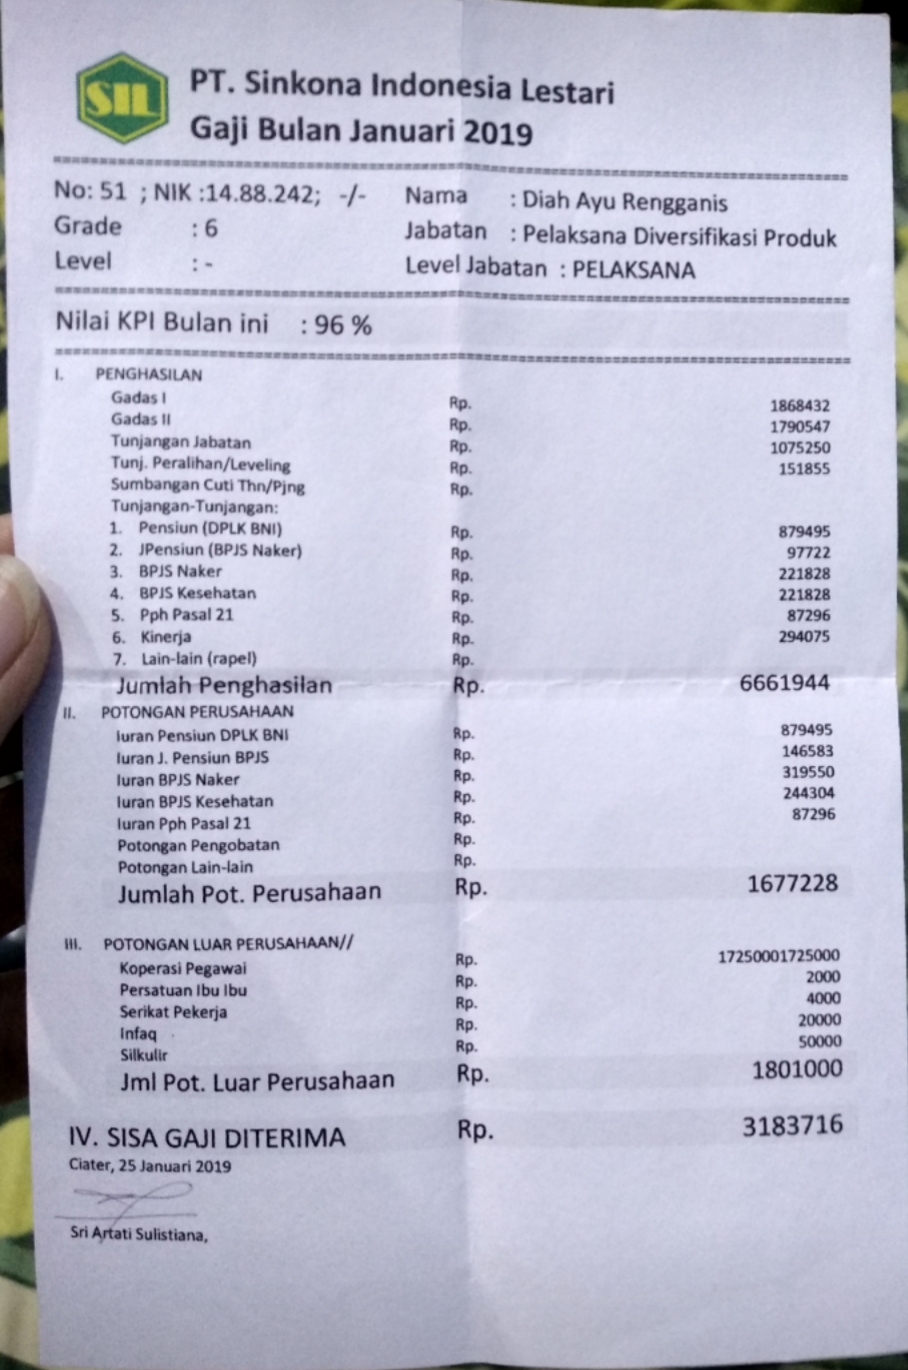 SIL
PT. Sinkona Indonesia Lestari
Gaji Bulan Januari 2019
No: 51 ; NIK :14.88.242; -/- Nama : Diah Ayu Rengganis
Grade : 6 Jabatan : Pelaksana Diversifikasi Produk
Level : - Level Jabatan : PELAKSANA
Nilai KPI Bulan ini : 96 %
I. PENGHASILAN
Gadas I Rp. 1868432
Gadas II Rp. 1790547
Tunjangan Jabatan Rp. 1075250
Tunj. Peralihan/Leveling Rp. 151855
Sumbangan Cuti Thn/Pjng Rp.
Tunjangan-Tunjangan:
1. Pensiun (DPLK BNI) Rp. 879495
2. JPensiun (BPJS Naker) Rp. 97722
3. BPJS Naker Rp. 221828
4. BPJS Kesehatan Rp. 221828
5. Pph Pasal 21 Rp. 87296
6. Kinerja Rp. 294075
7. Lain-lain (rapel) Rp.
Jumlah Penghasilan Rp. 6661944
II. POTONGAN PERUSAHAAN
Iuran Pensiun DPLK BNI Rp. 879495
Iuran J. Pensiun BPJS Rp. 146583
Iuran BPJS Naker Rp. 319550
Iuran BPJS Kesehatan Rp. 244304
Iuran Pph Pasal 21 Rp. 87296
Potongan Pengobatan Rp.
Potongan Lain-lain Rp.
Jumlah Pot. Perusahaan Rp. 1677228
III. POTONGAN LUAR PERUSAHAAN//
Koperasi Pegawai Rp. 17250001725000
Persatuan Ibu Ibu Rp. 2000
Serikat Pekerja Rp. 4000
Infaq Rp. 20000
Silkulir Rp. 50000
Jml Pot. Luar Perusahaan Rp. 1801000
IV. SISA GAJI DITERIMA Rp. 3183716
Ciater, 25 Januari 2019
Sri Artati Sulistiana,